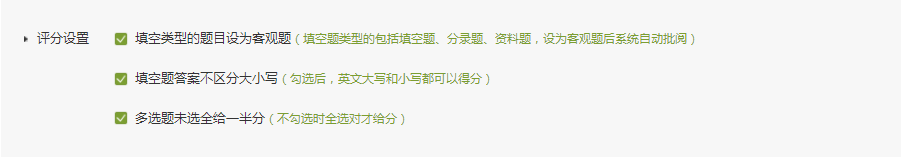 评分设置 填空类型的题目设为客观题（填空题类型的包括填空题、分录题、资料题，设为客观题后系统自动批阅）
填空题答案不区分大小写（勾选后，英文大写和小写都可以得分）
多选题未选全给一半分（不勾选时全选对才给分）